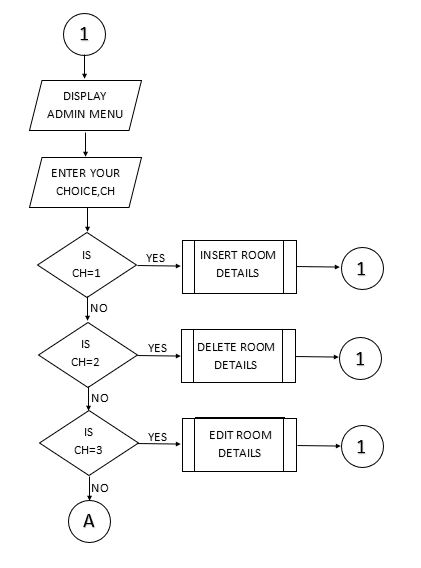 1
DISPLAY
ADMIN MENU
ENTER YOUR
CHOICE,CH
IS
CH=1
YES
INSERT ROOM
DETAILS
1
NO
IS
CH=2
YES
DELETE ROOM
DETAILS
1
NO
IS
CH=3
YES
EDIT ROOM
DETAILS
1
NO
A